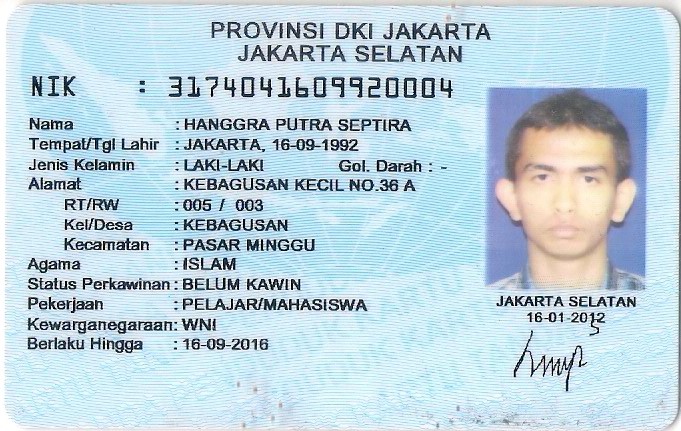 PROVINSI DKI JAKARTA
JAKARTA SELATAN
NIK : 3174041609920004
Nama : HANGGRA PUTRA SEPTIRA
Tempat/Tgl Lahir : JAKARTA, 16-09-1992
Jenis Kelamin : LAKI-LAKI Gol. Darah : -
Alamat : KEBAGUSAN KECIL NO.36 A
RT/RW : 005 / 003
Kel/Desa : KEBAGUSAN
Kecamatan : PASAR MINGGU
Agama : ISLAM
Status Perkawinan : BELUM KAWIN
Pekerjaan : PELAJAR/MAHASISWA
Kewarganegaraan : WNI
Berlaku Hingga : 16-09-2016
JAKARTA SELATAN
16-01-2012